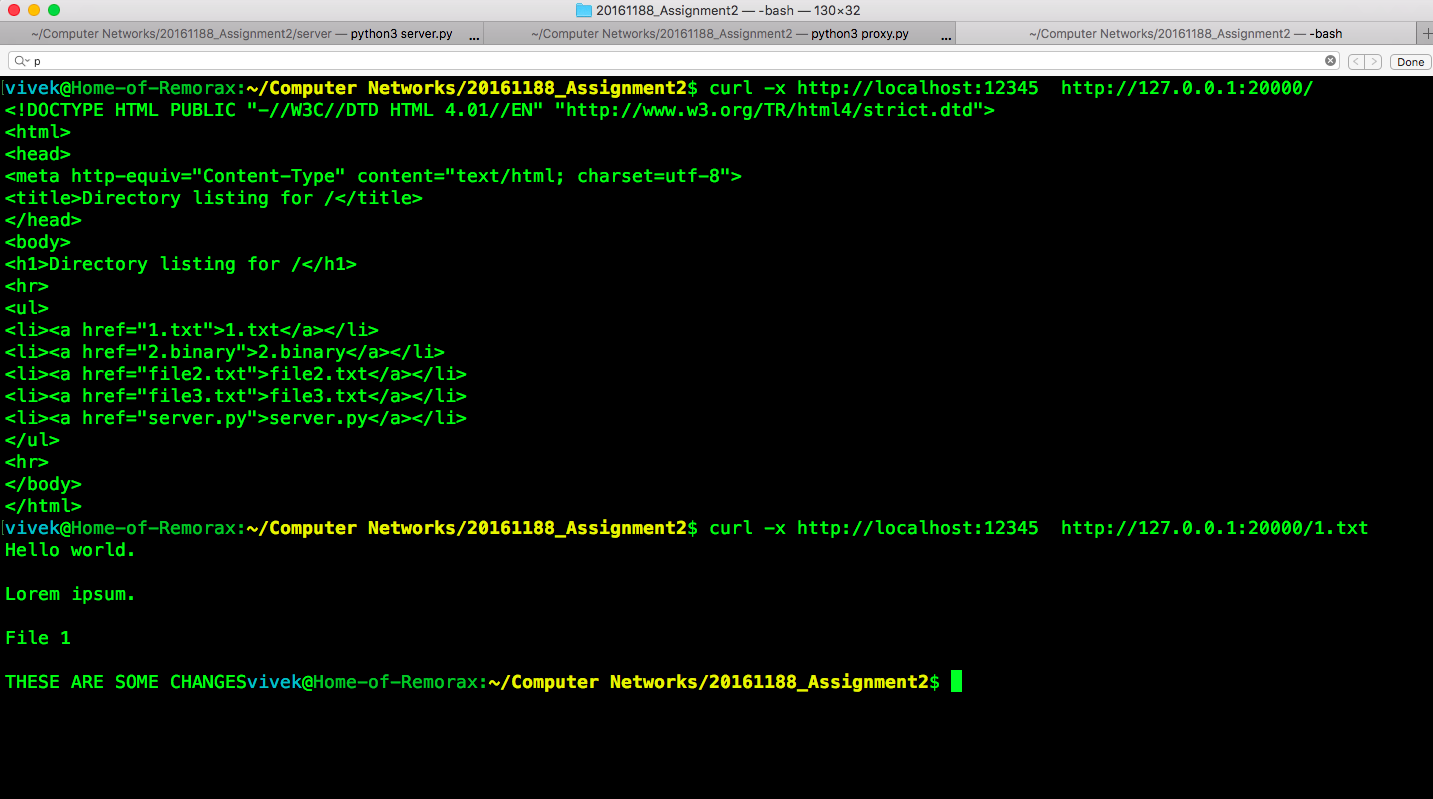 20161188_Assignment2 — -bash — 130×32
~/Computer Networks/20161188_Assignment2/server — python3 server.py ...
~/Computer Networks/20161188_Assignment2 — python3 proxy.py ...
~/Computer Networks/20161188_Assignment2 — -bash
p
Done
vivek@Home-of-Remorax:~/Computer Networks/20161188_Assignment2$ curl -x http://localhost:12345  http://127.0.0.1:20000/
<!DOCTYPE HTML PUBLIC "-//W3C//DTD HTML 4.01//EN" "http://www.w3.org/TR/html4/strict.dtd">
<html>
<head>
<meta http-equiv="Content-Type" content="text/html; charset=utf-8">
<title>Directory listing for /</title>
</head>
<body>
<h1>Directory listing for /</h1>
<hr>
<ul>
<li><a href="1.txt">1.txt</a></li>
<li><a href="2.binary">2.binary</a></li>
<li><a href="file2.txt">file2.txt</a></li>
<li><a href="file3.txt">file3.txt</a></li>
<li><a href="server.py">server.py</a></li>
</ul>
<hr>
</body>
</html>
vivek@Home-of-Remorax:~/Computer Networks/20161188_Assignment2$ curl -x http://localhost:12345  http://127.0.0.1:20000/1.txt
Hello world.
Lorem ipsum.
File 1
THESE ARE SOME CHANGESvivek@Home-of-Remorax:~/Computer Networks/20161188_Assignment2$